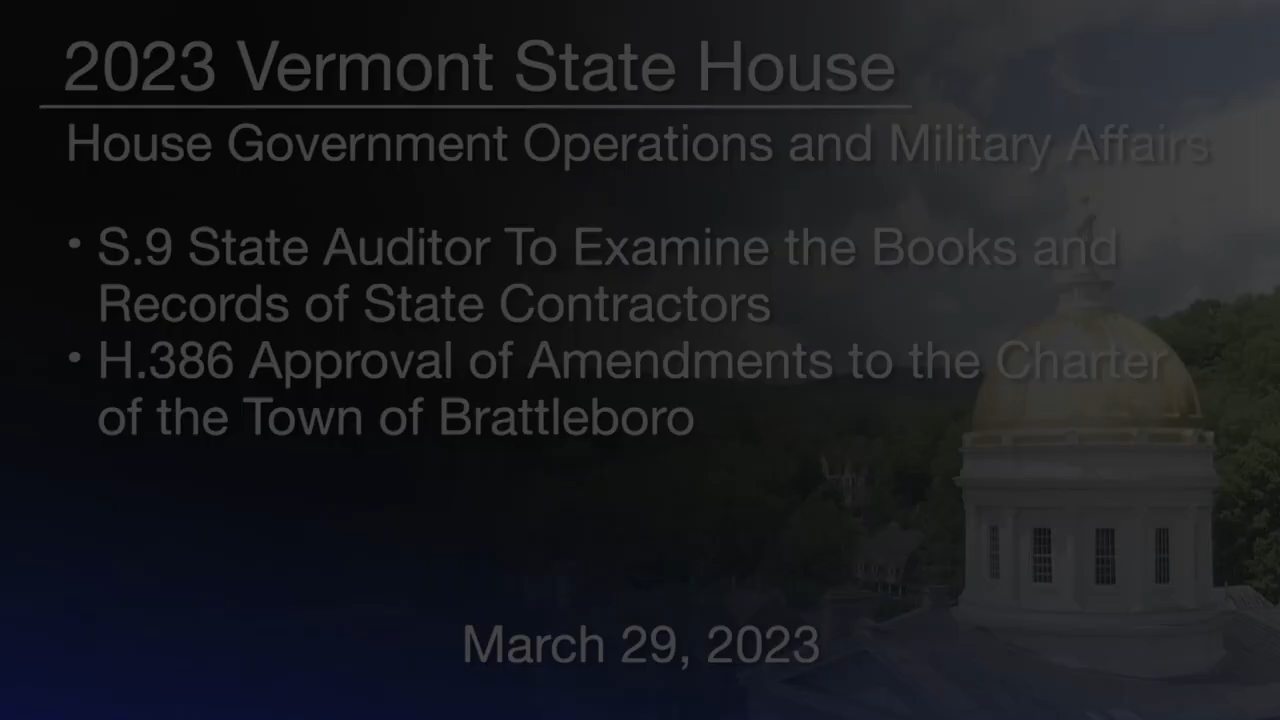 2023 Vermont State House
House Government Operations and Military Affairs
• S.9 State Auditor To Examine the Books and
Records of State Contractors
• H.386 Approval of Amendments to the Charter
of the Town of Brattleboro
March 29, 2023